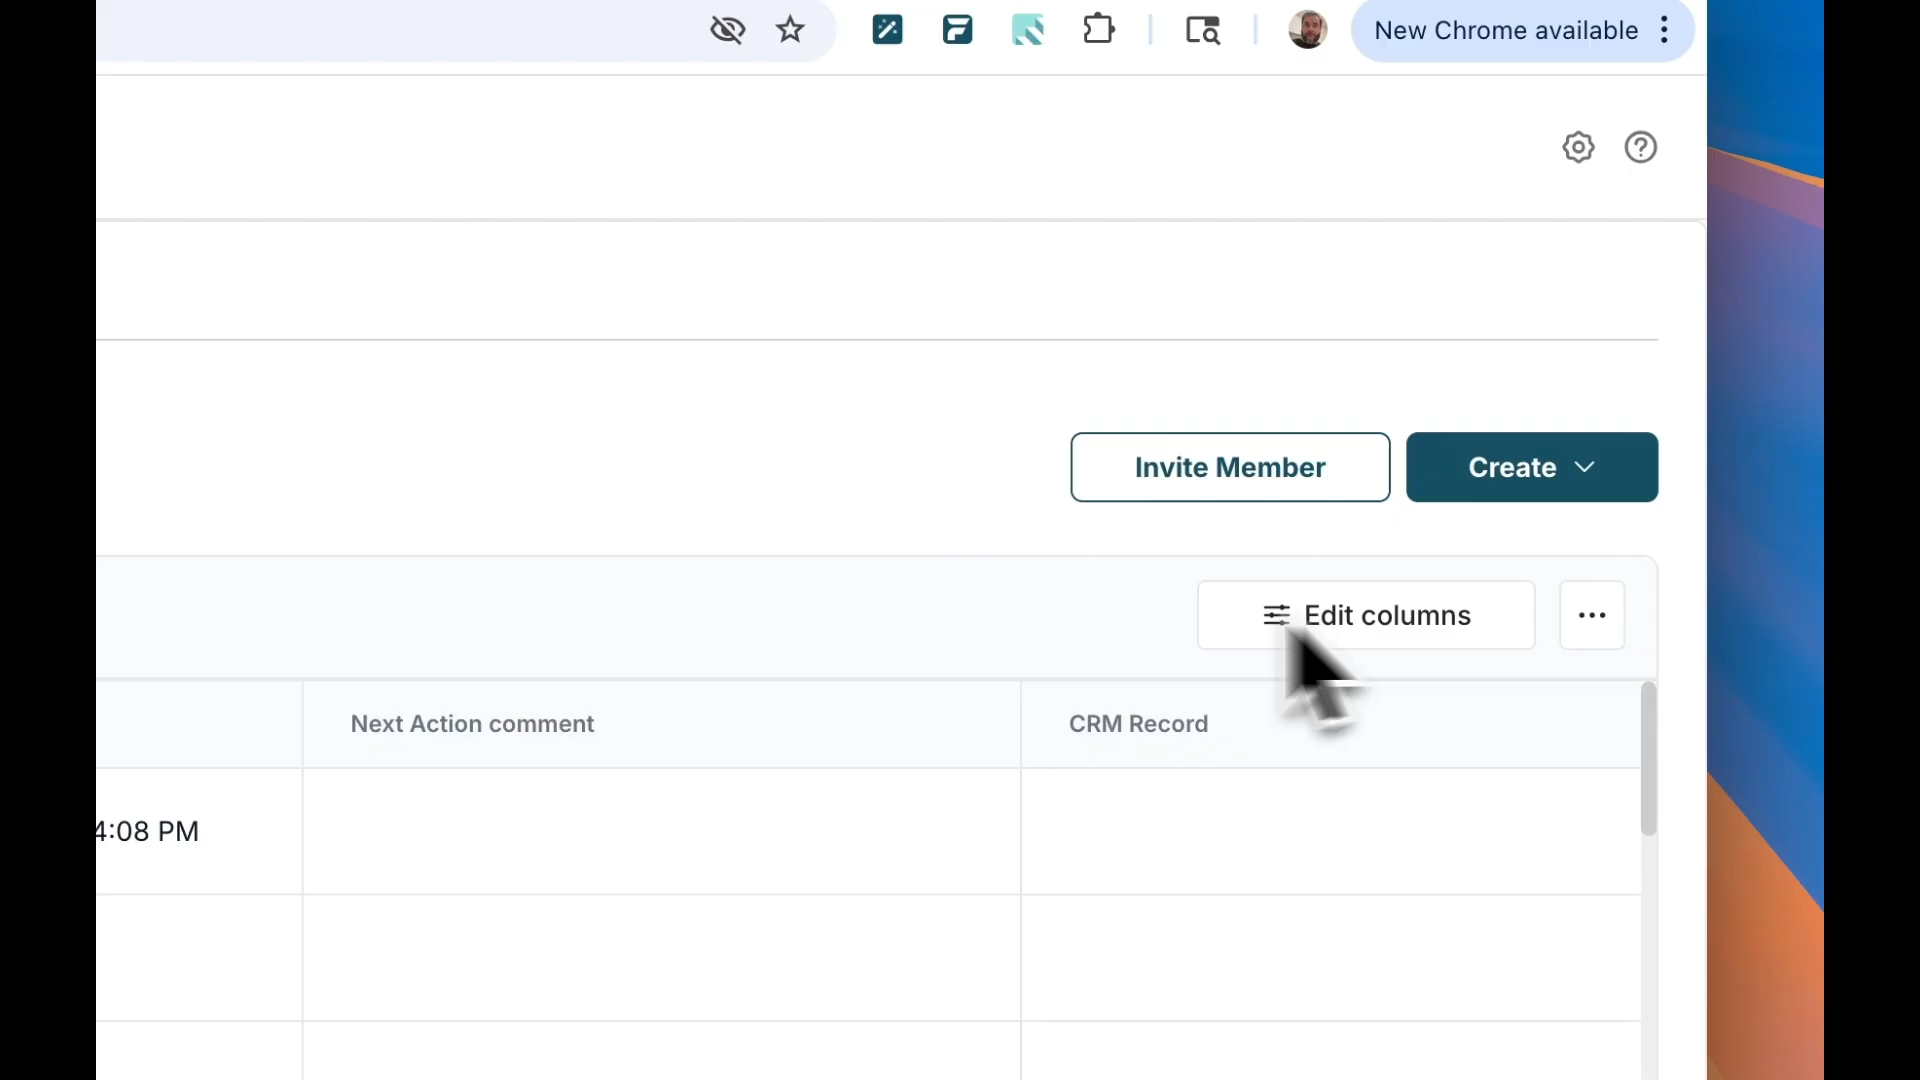 New Chrome available
Invite Member
Create
Edit columns
Next Action comment
CRM Record
4:08 PM